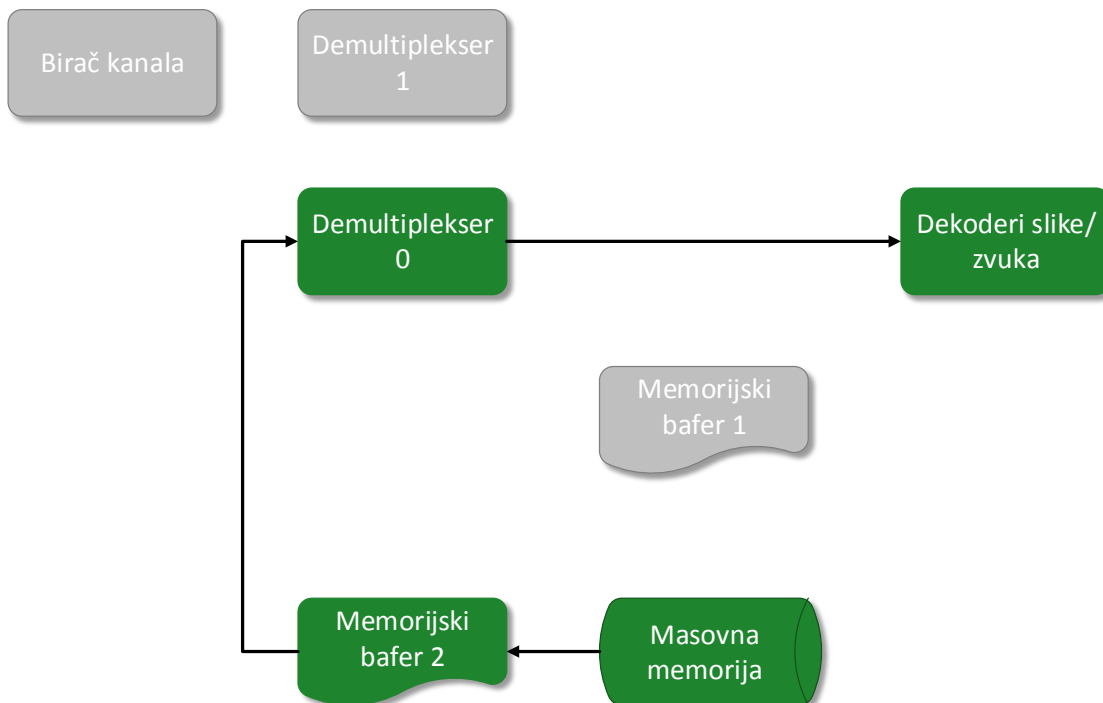 Birač kanala
Demultiplekser
1
Demultiplekser
0
Dekoderi slike/
zvuka
Memorijski
bafer 1
Memorijski
bafer 2
Masovna
memorija